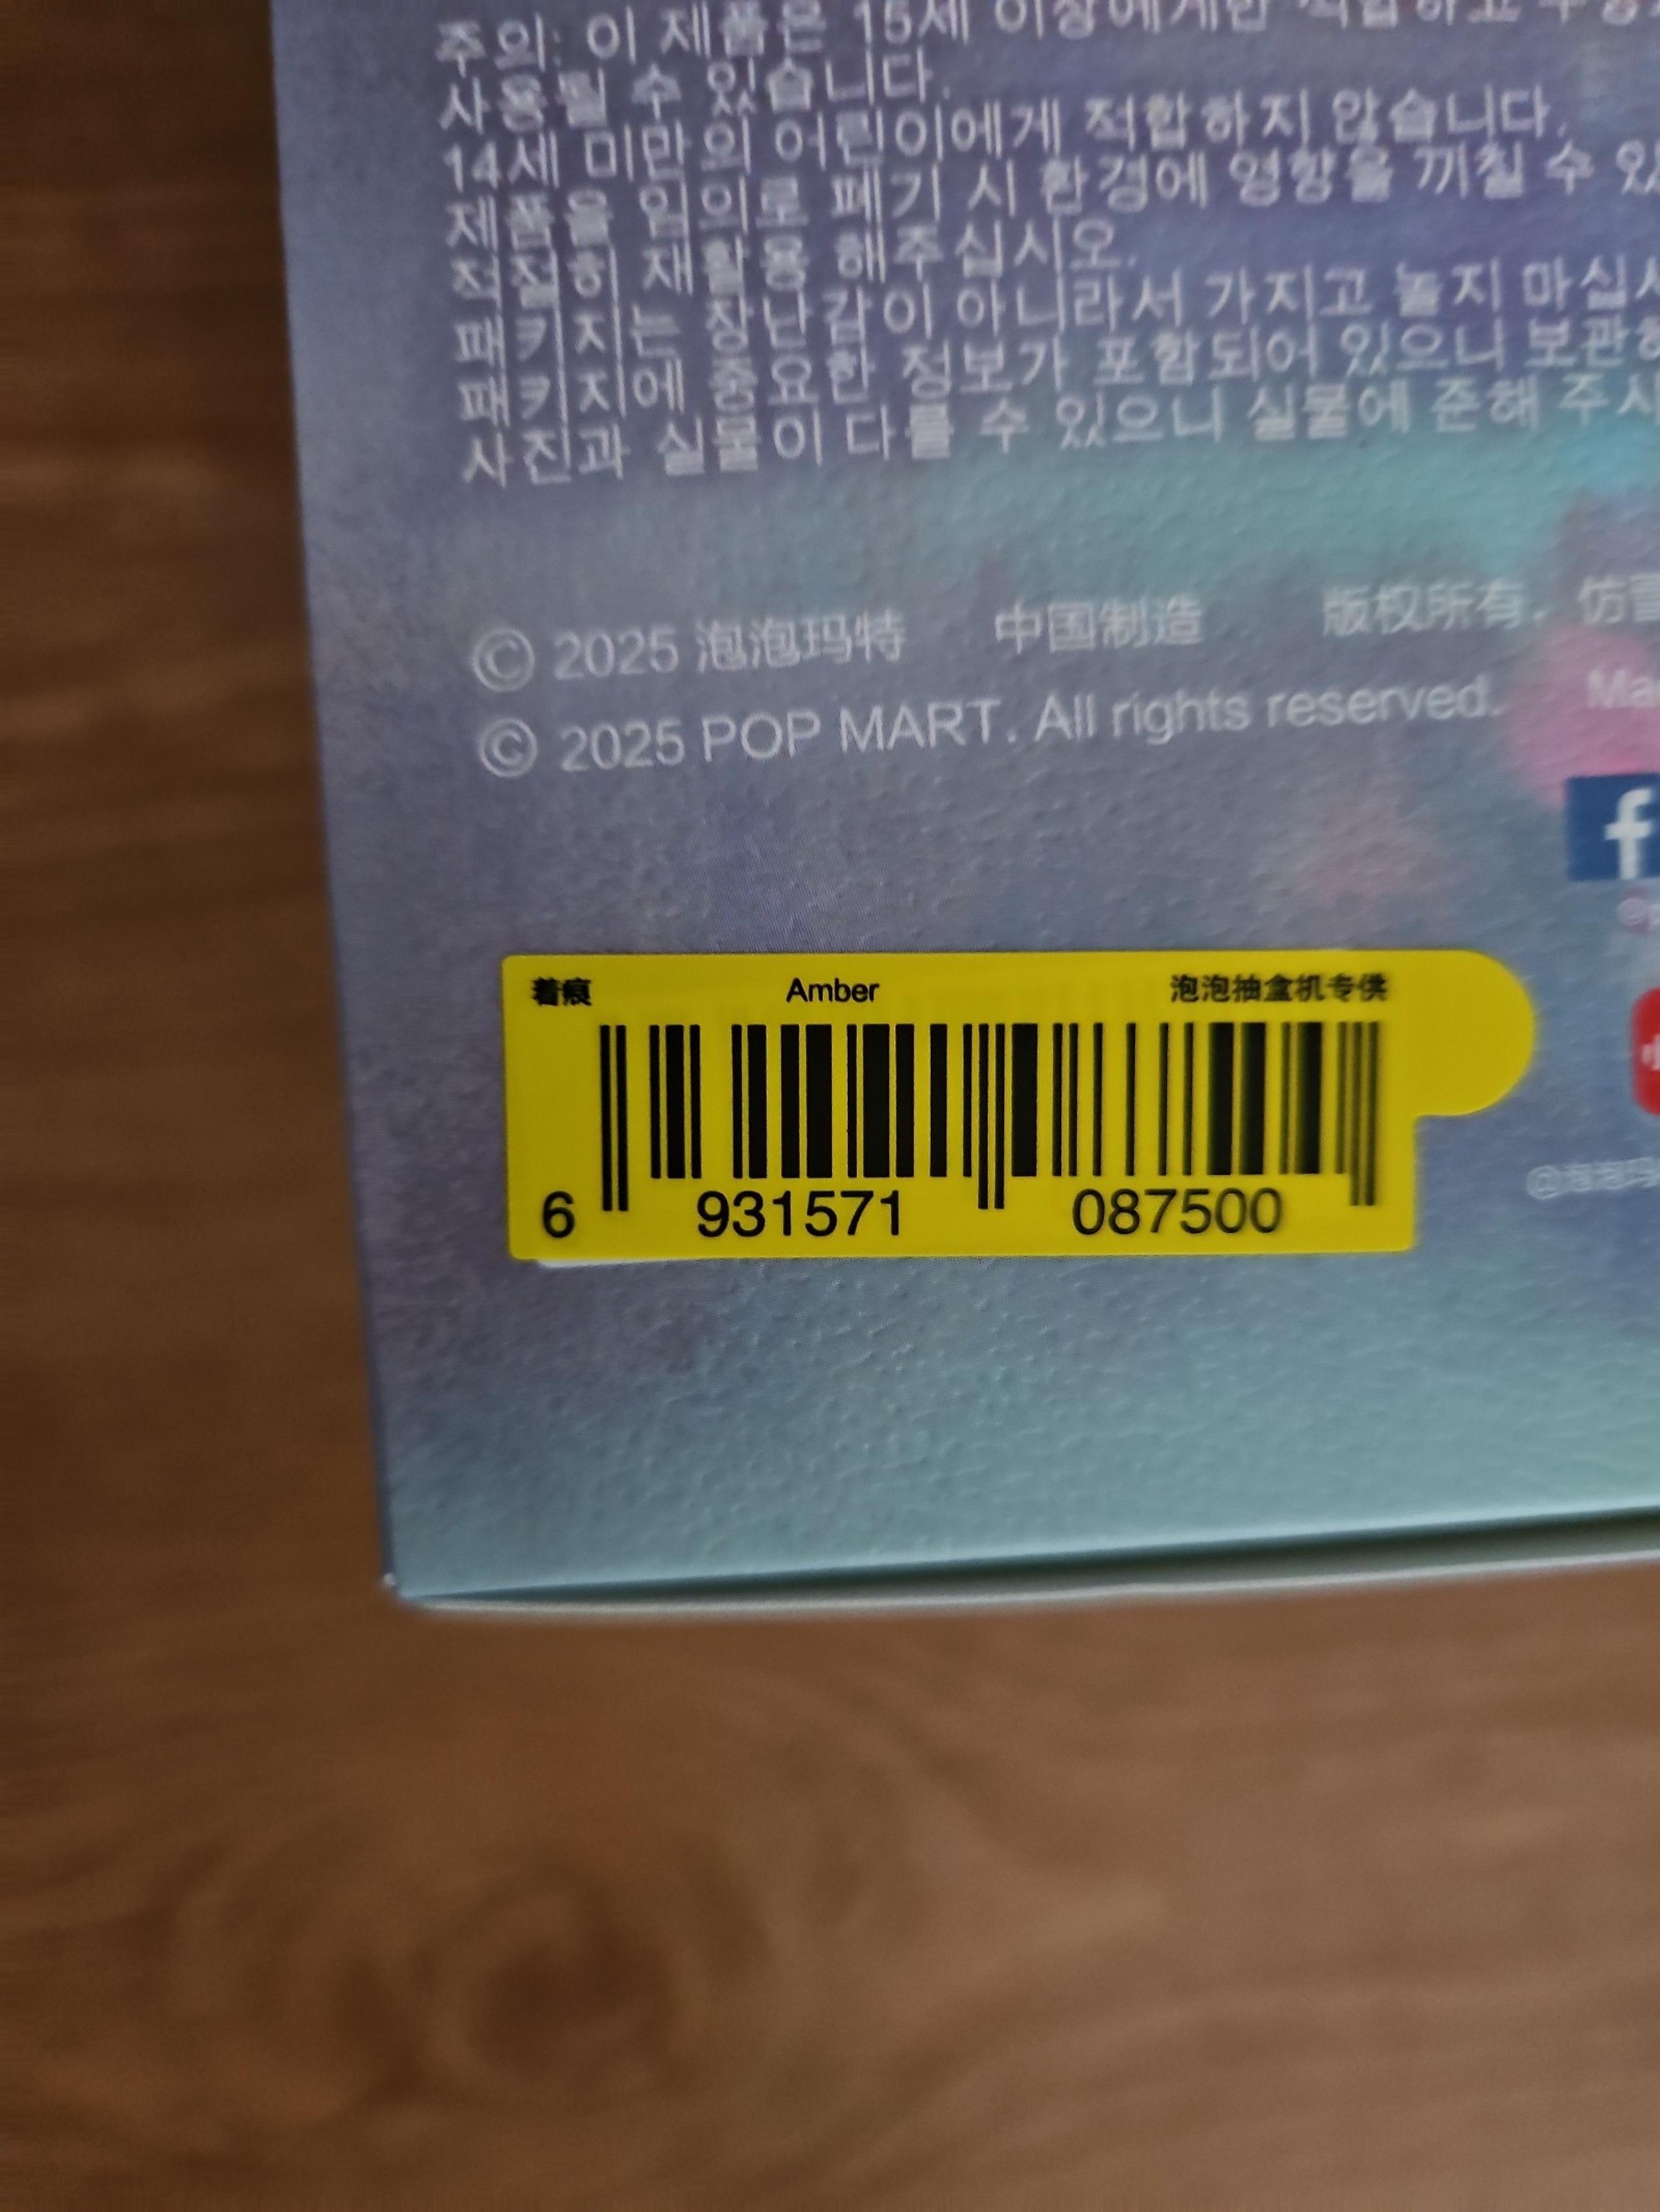 주의: 이 제품은 15세 이상에게만 적합하고
사용될 수 있습니다.
14세 미만의 어린이에게 적합하지 않습니다.
제품을 임의로 폐기 시 환경에 영향을 끼칠 수
적절히 재활용 해주십시오.
패키지는 장난감이 아니라서 가지고 놀지 마십시
패키지에 중요한 정보가 포함되어 있으니 보관하
사진과 실물이 다를 수 있으니 실물에 준해 주시
© 2025 泡泡玛特 中国制造 版权所有. 仿冒
© 2025 POP MART. All rights reserved. Ma
f
着痕 Amber 泡泡抽盒机专供
6 931571 087500